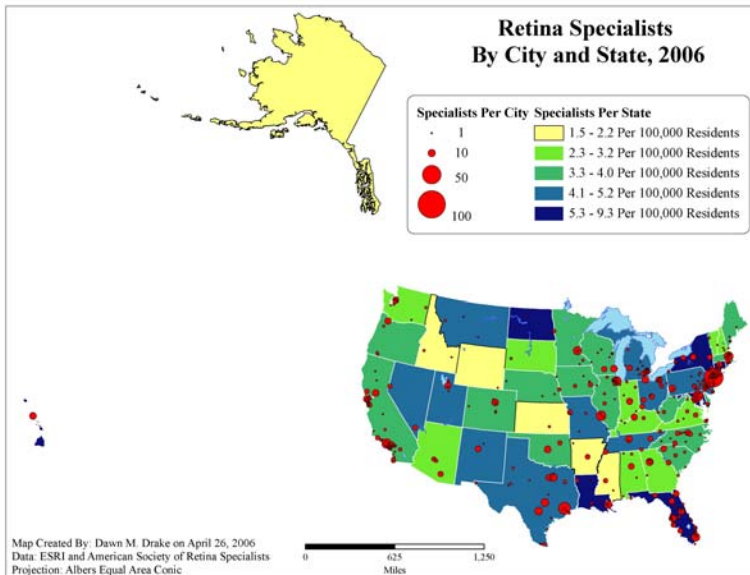 Retina Specialists
By City and State, 2006
Specialists Per City
1
10
50
100
Specialists Per State
1.5 - 2.2 Per 100,000 Residents
2.3 - 3.2 Per 100,000 Residents
3.3 - 4.0 Per 100,000 Residents
4.1 - 5.2 Per 100,000 Residents
5.3 - 9.3 Per 100,000 Residents
Map Created By: Dawn M. Drake on April 26, 2006
Data: ESRI and American Society of Retina Specialists
Projection: Albers Equal Area Conic
0 625 1,250
Miles